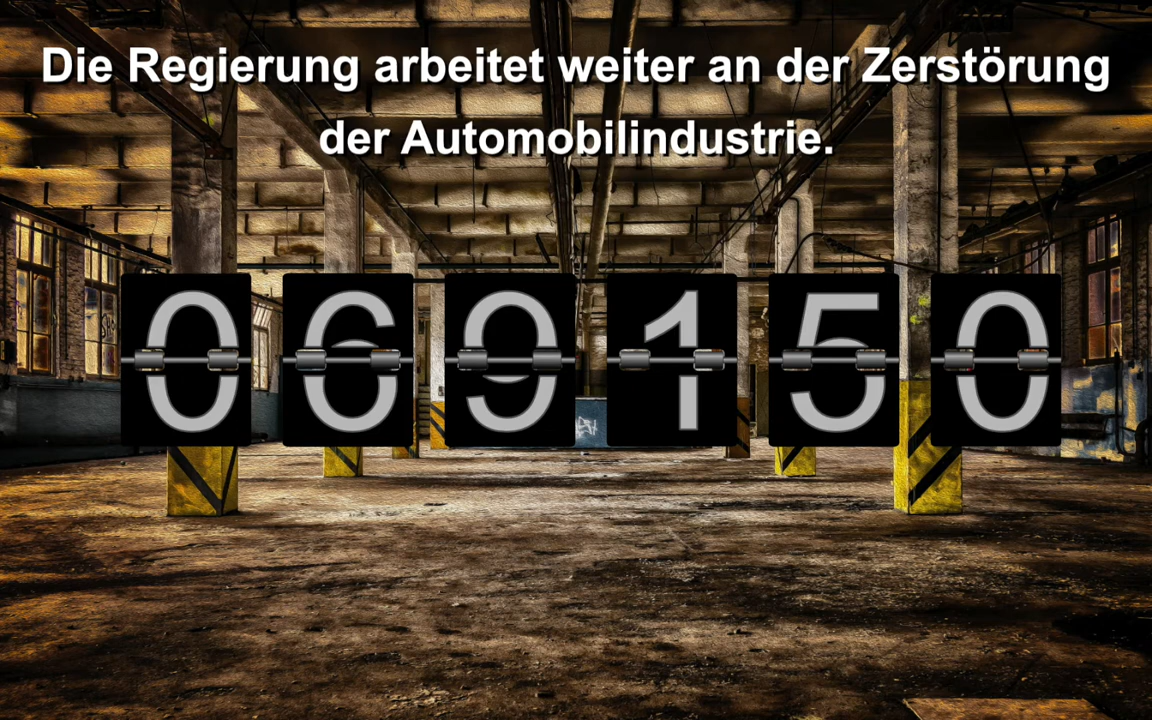 Die Regierung arbeitet weiter an der Zerstörung
der Automobilindustrie.
069150